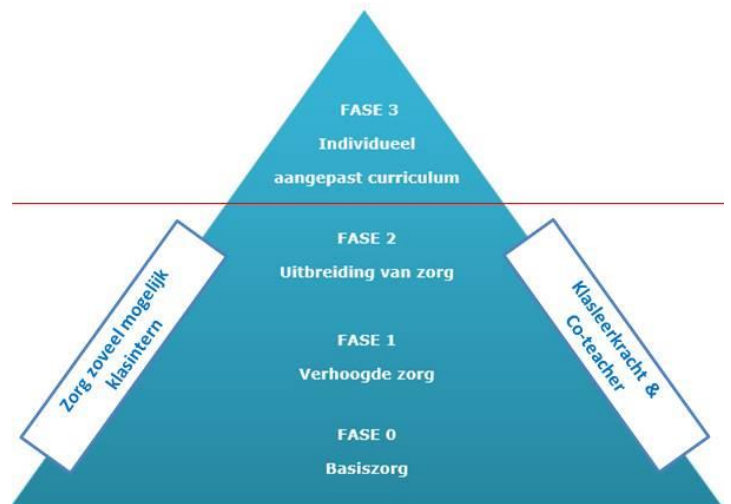 FASE 3
Individueel
aangepast curriculum
FASE 2
Uitbreiding van zorg
Zorg zoveel mogelijk
klasintern
Klasleerkracht &
Co-teacher
FASE 1
Verhoogde zorg
FASE 0
Basiszorg